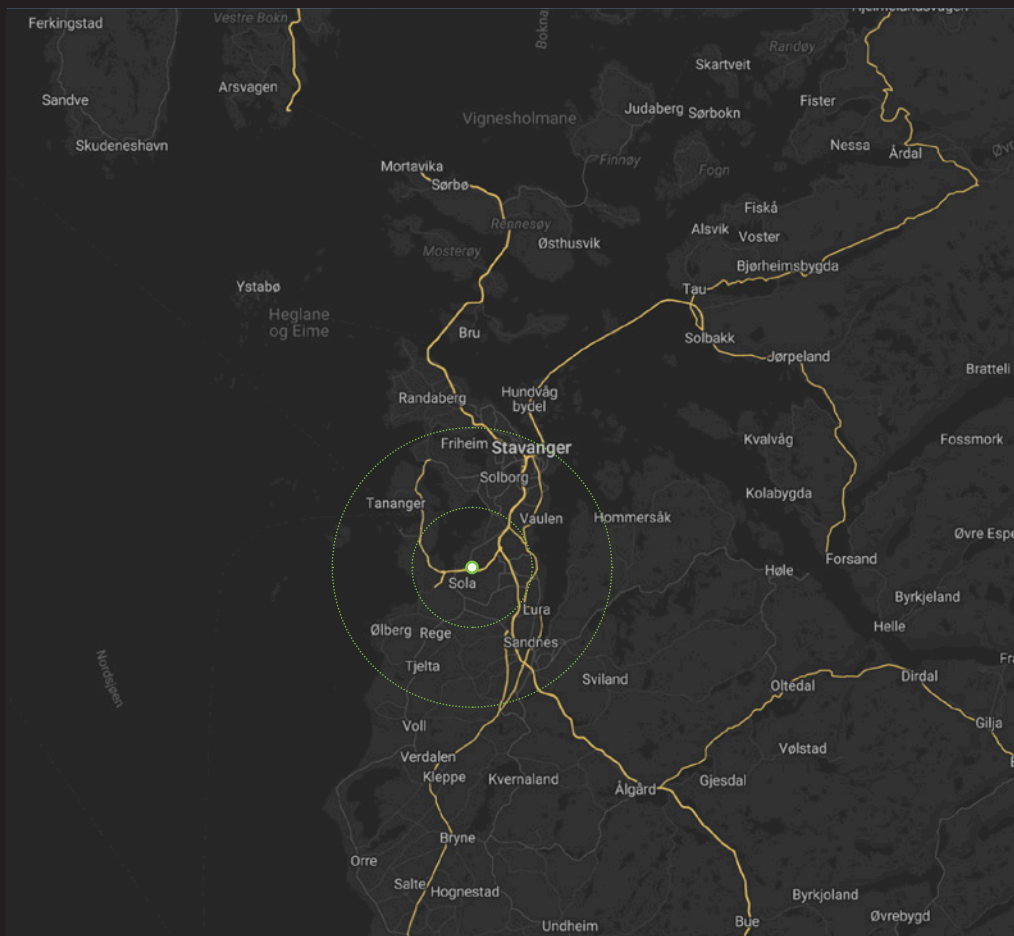 Vestre Bokn
Ferkingstad
Bokna
Randøy
Skartveit
Arsvagen
Sandve
Fister
Judaberg
Sørbokn
Vignesholmane
Skudeneshavn
Nessa
Årdal
Finnøy
Mortavika
Fogn
Sørbø
Fiskå
Rennesøy
Alsvik
Voster
Østhusvik
Mosterøy
Bjørheimsbygda
Ystabø
Tau
Heglane
og Eime
Bru
Solbakk
Jørpeland
Bratteli
Hundvåg
bydel
Randaberg
Friheim
Stavanger
Kvalvåg
Fossmork
Solborg
Kolabygda
Tananger
Vaulen
Hommersåk
Øvre Espe
Forsand
Høle
Sola
Byrkjeland
Lura
Helle
Ølberg
Rege
Sandnes
Tjelta
Nordsjøen
Sviland
Oltedal
Dirdal
Gilja
Voll
Vølstad
Verdalen
Kleppe
Kvernaland
Gjesdal
Ålgård
Bryne
Orre
Salte
Hognestad
Byrkjoland
Øvrebygd
Undheim
Bue